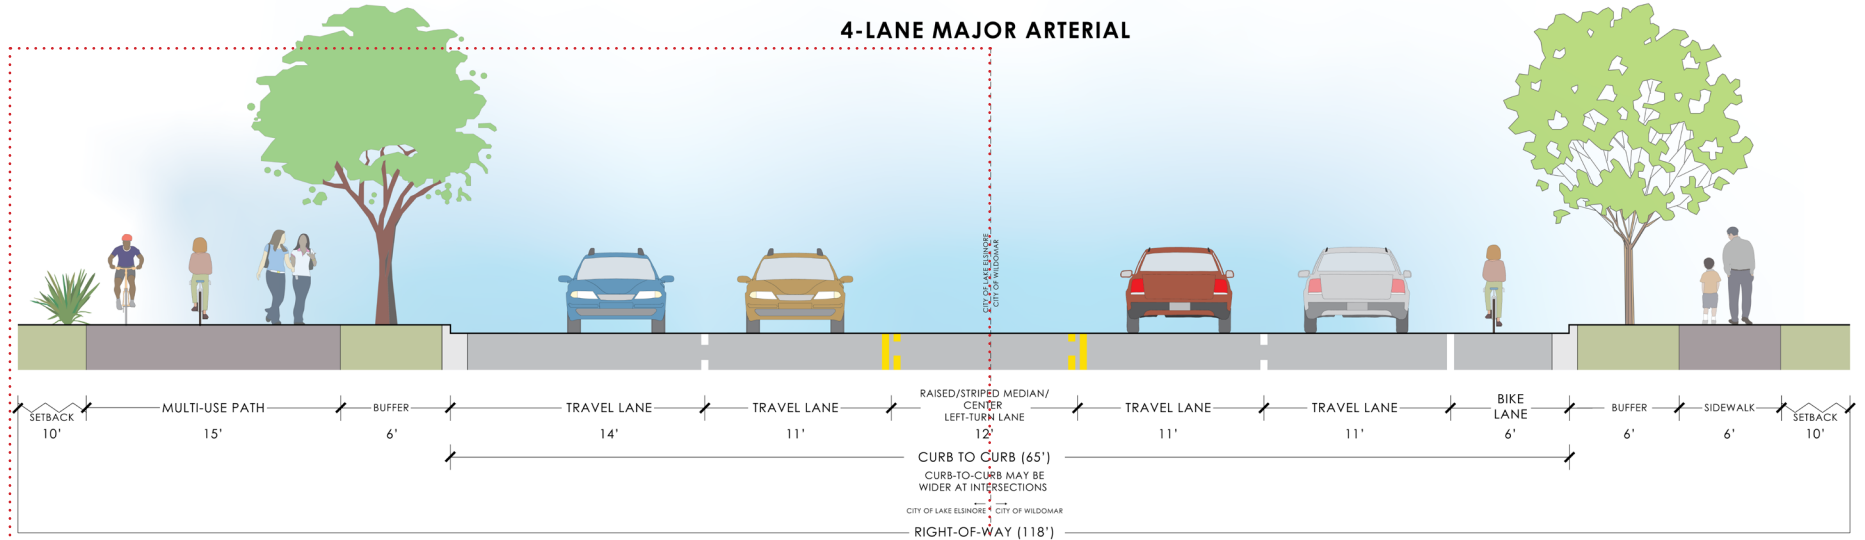 4-LANE MAJOR ARTERIAL
CITY OF LAKE ELSINORE
CITY OF WILDOMAR
SETBACK
10'
MULTI-USE PATH
15'
BUFFER
6'
TRAVEL LANE
14'
TRAVEL LANE
11'
RAISED/STRIPED MEDIAN/
CENTER
LEFT-TURN LANE
12'
TRAVEL LANE
11'
TRAVEL LANE
11'
BIKE
LANE
6'
BUFFER
6'
SIDEWALK
6'
SETBACK
10'
CURB TO CURB (65')
CURB-TO-CURB MAY BE
WIDER AT INTERSECTIONS
CITY OF LAKE ELSINORE
CITY OF WILDOMAR
RIGHT-OF-WAY (118')